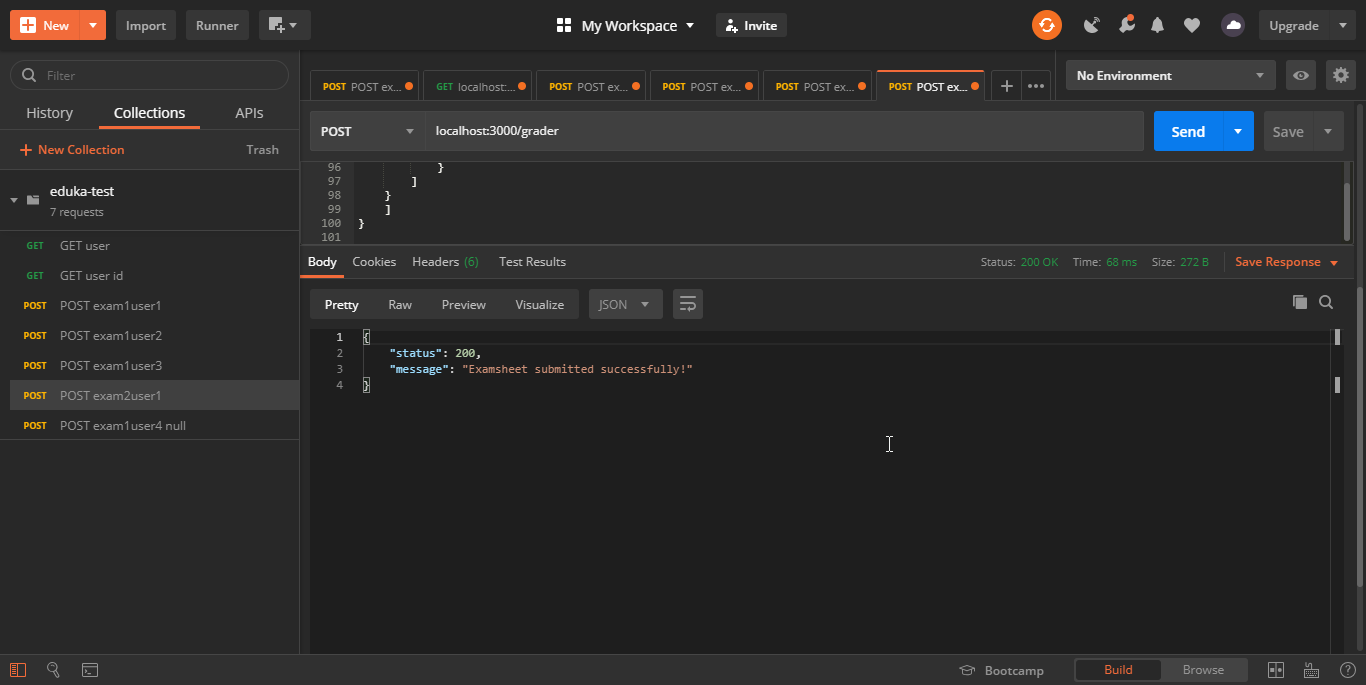 New
Import
Runner
My Workspace
Invite
Upgrade
Filter
History
Collections
APIs
New Collection
Trash
eduka-test
7 requests
GET GET user
GET GET user id
POST POST exam1user1
POST POST exam1user2
POST POST exam1user3
POST POST exam2user1
POST POST exam1user4 null
POST POST ex...
GET localhost:...
POST POST ex...
POST POST ex...
POST POST ex...
POST POST ex...
No Environment
POST
localhost:3000/grader
Send
Save
96 }
97 ]
98 }
99 ]
100 }
101
Body
Cookies
Headers (6)
Test Results
Status: 200 OK
Time: 68 ms
Size: 272 B
Save Response
Pretty
Raw
Preview
Visualize
JSON
1 {
2 "status": 200,
3 "message": "Examsheet submitted successfully!"
4 }
Bootcamp
Build
Browse